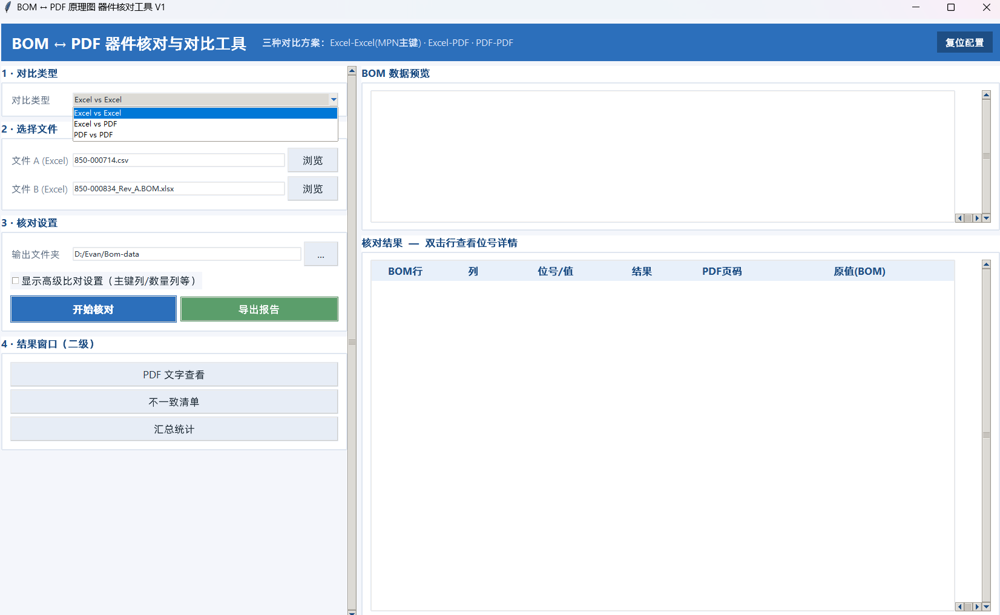 BOM ↔ PDF 原理图 器件核对工具 V1
BOM ↔ PDF 器件核对与对比工具
三种对比方案：Excel-Excel(MPN主键) · Excel-PDF · PDF-PDF
复位配置
1 · 对比类型
对比类型
Excel vs Excel
Excel vs Excel
Excel vs PDF
PDF vs PDF
2 · 选择文件
文件 A (Excel)
850-000714.csv
浏览
文件 B (Excel)
850-000834_Rev_A.BOM.xlsx
浏览
3 · 核对设置
输出文件夹
D:/Evan/Bom-data
...
显示高级比对设置（主键列/数量列等）
开始核对
导出报告
4 · 结果窗口（二级）
PDF 文字查看
不一致清单
汇总统计
BOM 数据预览
核对结果 — 双击行查看位号详情
BOM行 列 位号/值 结果 PDF页码 原值(BOM)